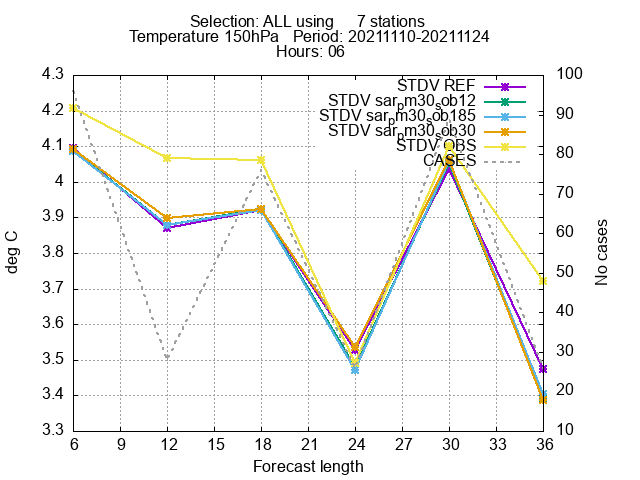 Selection: ALL using 7 stations
Temperature 150hPa Period: 20211110-20211124
Hours: 06
4.3 100
STDV REF
STDV sarpm30sob12
4.2 90
STDV sarpm30sob185
STDV sarpm30sob30
4.1 STDV OBS 80
CASES
4 70
3.9 60
3.8 50
3.7 40
3.6 30
3.5 20
3.4 10
3.3
deg C
No cases
6 9 12 15 18 21 24 27 30 33 36
Forecast length